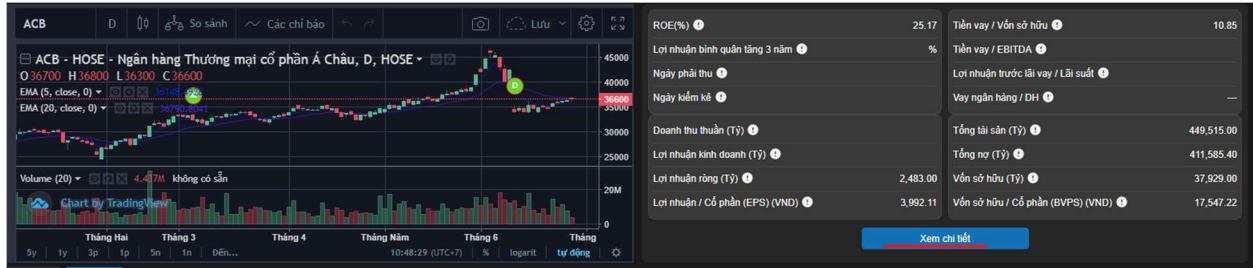 ACB D So sánh Các chỉ báo Lưu
ACB - HOSE - Ngân hàng Thương mại cổ phần Á Châu, D, HOSE
O36700 H36800 L36300 C36600
EMA (5, close, 0)
EMA (20, close, 0)
D
45000
40000
36600
35000
30000
25000
Volume (20) 4.437M không có sẵn
20M
0
Chart by TradingView
Tháng Hai Tháng 3 Tháng 4 Tháng Năm Tháng 6 Tháng
5y 1y 3p 1p 5n 1n Đến... 10:48:29 (UTC+7) % logarit tự động
ROE(%) 25.17
Lợi nhuận bình quân tăng 3 năm %
Ngày phải thu
Ngày kiểm kê
Tiền vay / Vốn sở hữu 10.85
Tiền vay / EBITDA
Lợi nhuận trước lãi vay / Lãi suất
Vay ngân hàng / DH ---
Doanh thu thuần (Tỷ)
Lợi nhuận kinh doanh (Tỷ)
Lợi nhuận ròng (Tỷ) 2,483.00
Lợi nhuận / Cổ phần (EPS) (VND) 3,992.11
Tổng tài sản (Tỷ) 449,515.00
Tổng nợ (Tỷ) 411,585.40
Vốn sở hữu (Tỷ) 37,929.00
Vốn sở hữu / Cổ phần (BVPS) (VND) 17,547.22
Xem chi tiết